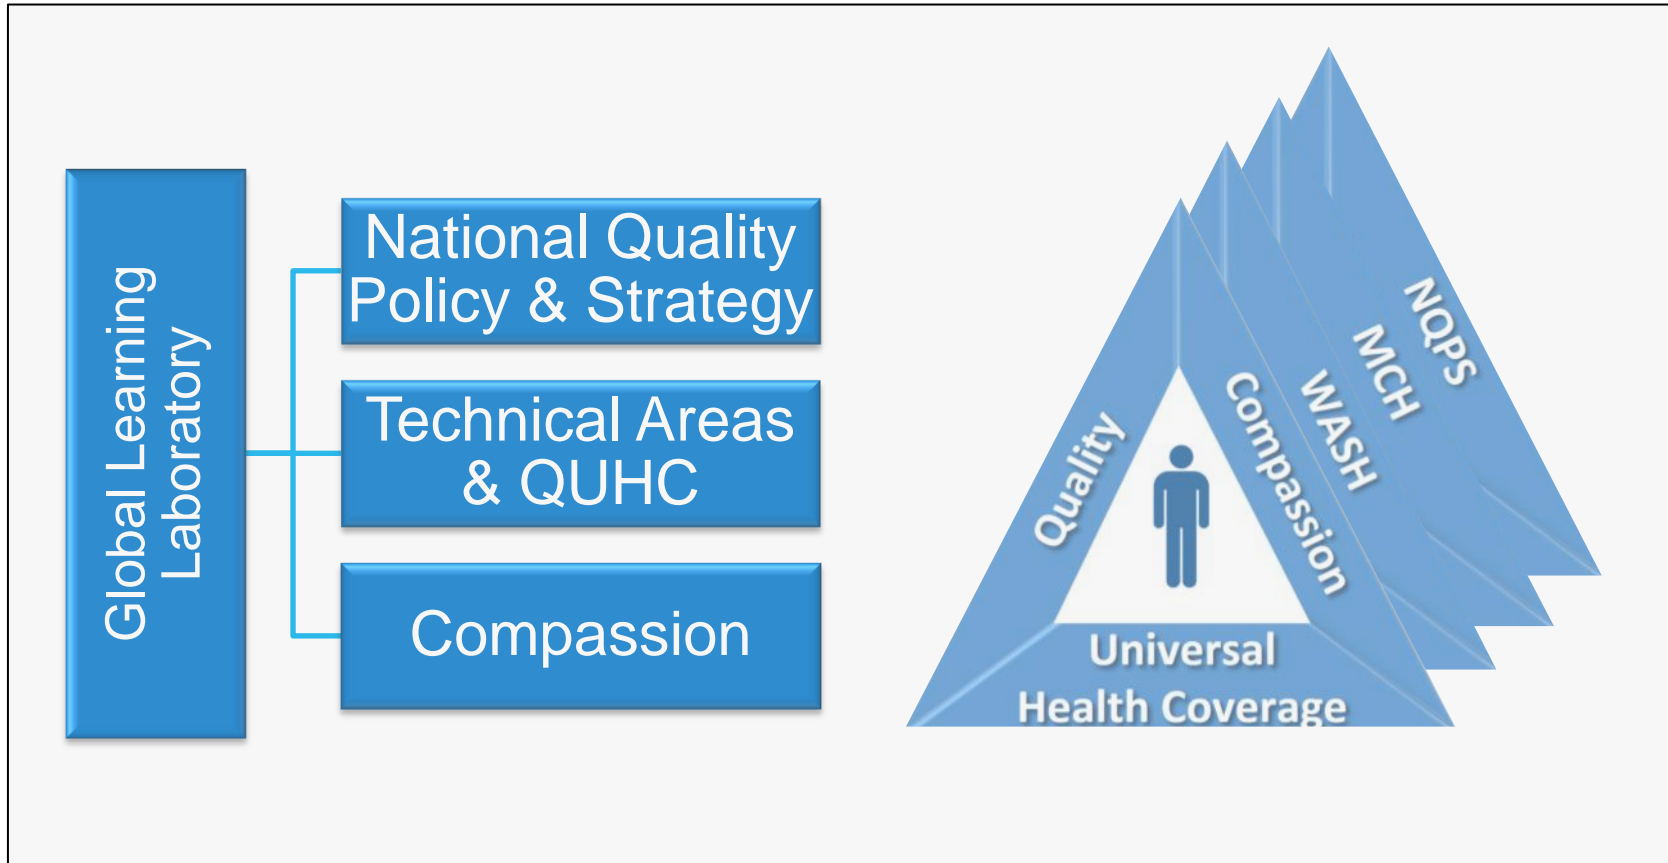 Global Learning
Laboratory
National Quality
Policy & Strategy
Technical Areas
& QUHC
Compassion
Quality
Compassion
WASH
MCH
NQPS
Universal
Health Coverage